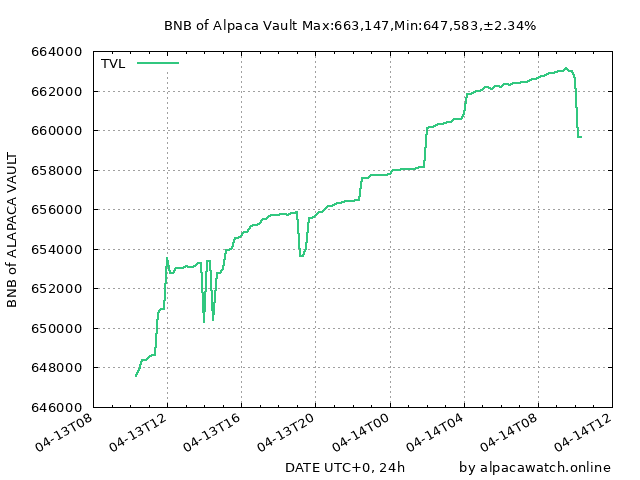 BNB of Alpaca Vault Max:663,147,Min:647,583,±2.34%
664000
TVL
662000
660000
658000
656000
654000
652000
650000
648000
646000
BNB of ALAPACA VAULT
04-13T08
04-13T12
04-13T16
04-13T20
04-14T00
04-14T04
04-14T08
04-14T12
DATE UTC+0, 24h
by alpacawatch.online